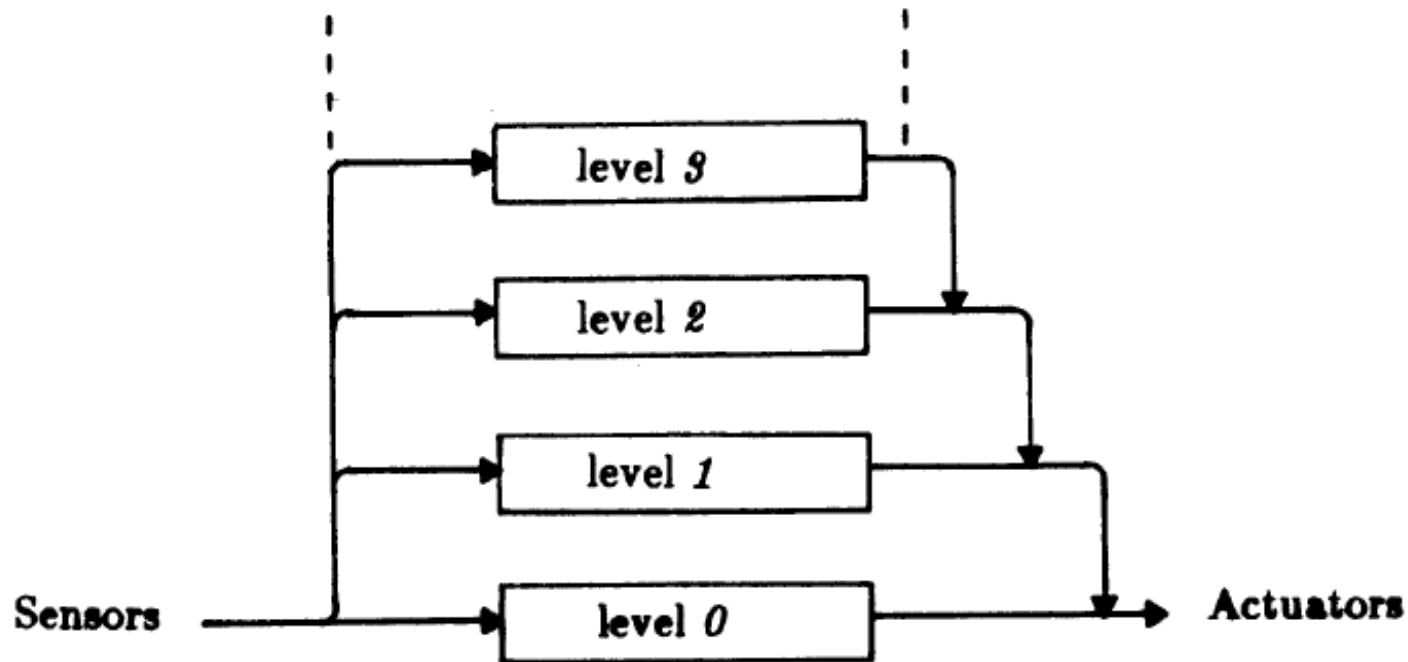 level 3
level 2
level 1
Sensors
level 0
Actuators